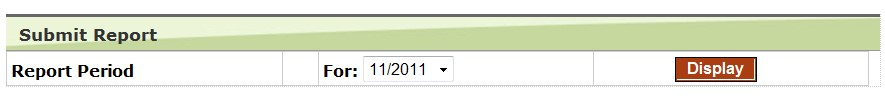 Submit Report
Report Period For: 11/2011 Display